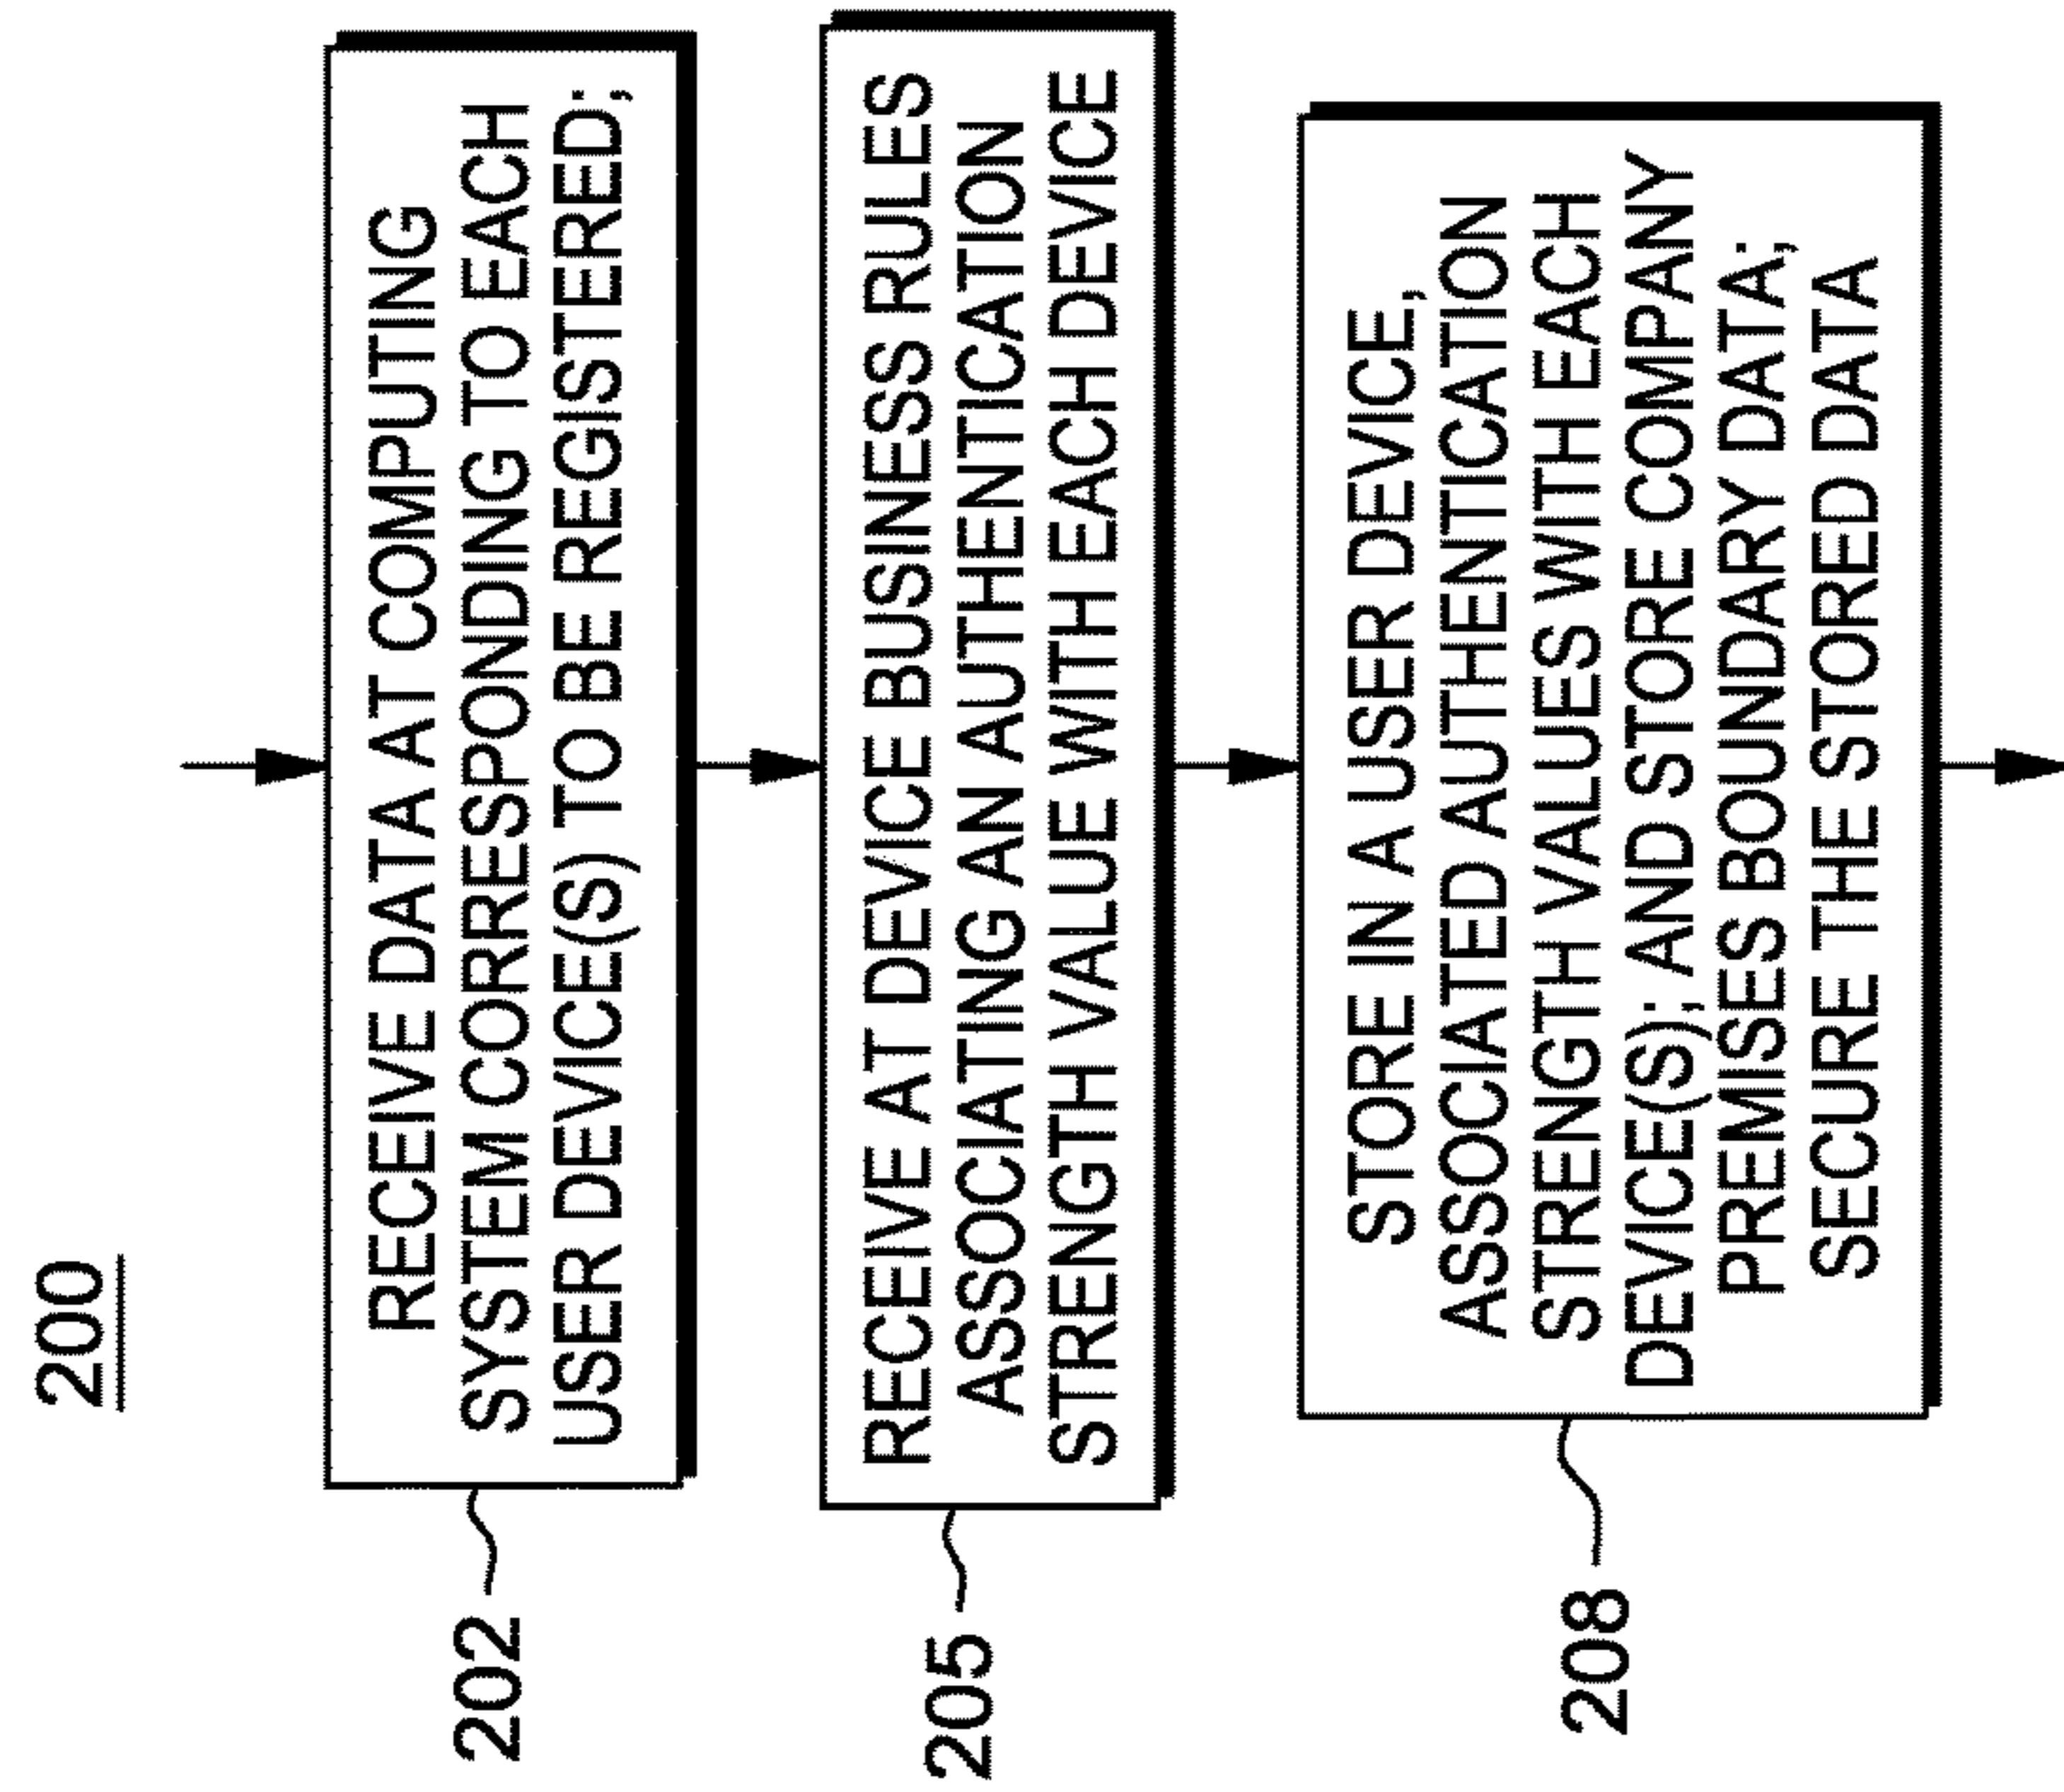 200
202
RECEIVE DATA AT COMPUTING
SYSTEM CORRESPONDING TO EACH
USER DEVICE(S) TO BE REGISTERED;
205
RECEIVE AT DEVICE BUSINESS RULES
ASSOCIATING AN AUTHENTICATION
STRENGTH VALUE WITH EACH DEVICE
208
STORE IN A USER DEVICE,
ASSOCIATED AUTHENTICATION
STRENGTH VALUES WITH EACH
DEVICE(S); AND STORE COMPANY
PREMISES BOUNDARY DATA;
SECURE THE STORED DATA